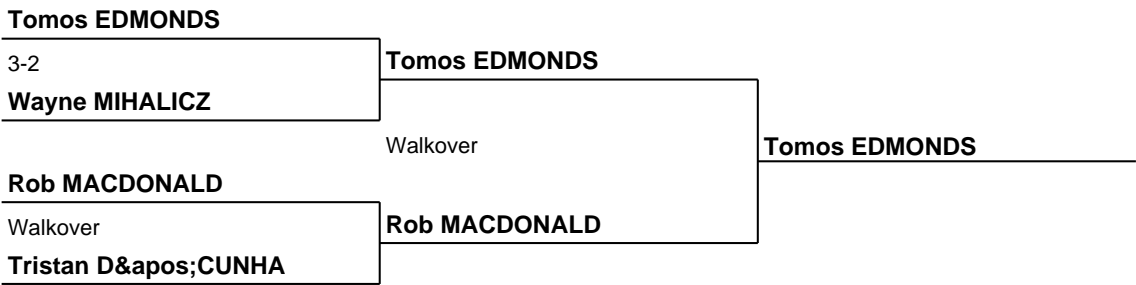 Tomos EDMONDS
3-2
Tomos EDMONDS
Wayne MIHALICZ
Walkover
Tomos EDMONDS
Rob MACDONALD
Walkover
Rob MACDONALD
Tristan D&apos;CUNHA